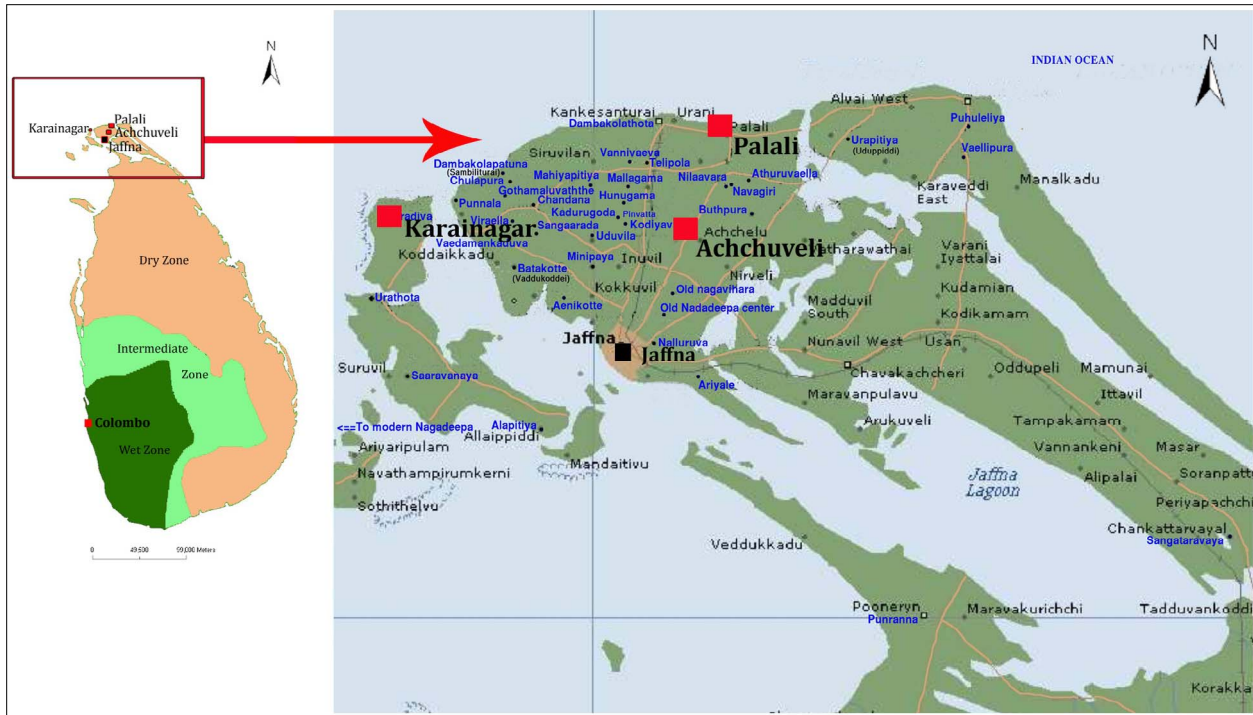 N
Karainagar
Palali
Achchuveli
Jaffna
Dry Zone
Intermediate
Zone
Colombo
Wet Zone
0 49,500 99,000 Meters
N
INDIAN OCEAN
Alvai West
Kankesanturai
Urani
Dambakolathota
Palali
Puhuleliya
Palali
Urapitiya
(Uduppiddi)
Vaellipura
Siruvilan
Vanniyaeva
Telipola
Dambakolapatuna
(Sambiliturai)
Chulapura
Mahiyapitiya
Mallagama
Nilaavara
Athuruvaella
Navagiri
Gothamaluvaththe
Hunugama
Karaveddi
East
Manalkadu
Punnala
Chandana
Kadurugoda
Pinvatta
Buthpura
Karainagar
Viraella
Sangaarada
Kodiyav
Uduvila
Achchelu
Achchuveli
Vaedamankaduva
Koddaikkadu
Varani
Iyattalai
Batakotte
(Vaddukoddei)
Minipaya
Inuvil
Nirveli
Kokkuvil
Urathota
Aenikotte
Old nagavihara
Old Nadadeepa center
Madduvil
South
Kudamian
Kodikamam
Jaffna
Jaffna
Nalluruva
Nunavil West
Usan
Suruvil
Saaravanaya
Ariyale
Chavakachcheri
Oddupeli
Mamunai
Maravanpulavu
Ittavil
<==To modern Nagadeepa
Alapitiya
Allaippiddi
Arukuveli
Tampakamam
Ariyaripulam
Mandaitivu
Vannankeni
Masar
Navathampirumkerni
Jaffna
Lagoon
Alipalai
Soranpatt
Sothithelvu
Periyapachchi
Chankattarvayal
Sangataravaya
Veddukkadu
Pooneryn
Punranna
Maravakurichchi
Tadduvankoddi
Korakka